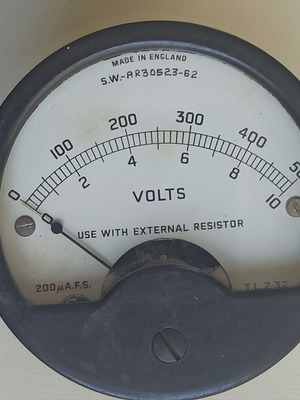 MADE IN ENGLAND
S.W.-AR30523-62
0 100 200 300 400 50
0 2 4 6 8 10
VOLTS
USE WITH EXTERNAL RESISTOR
200µA.F.S.
T.L. 2·32